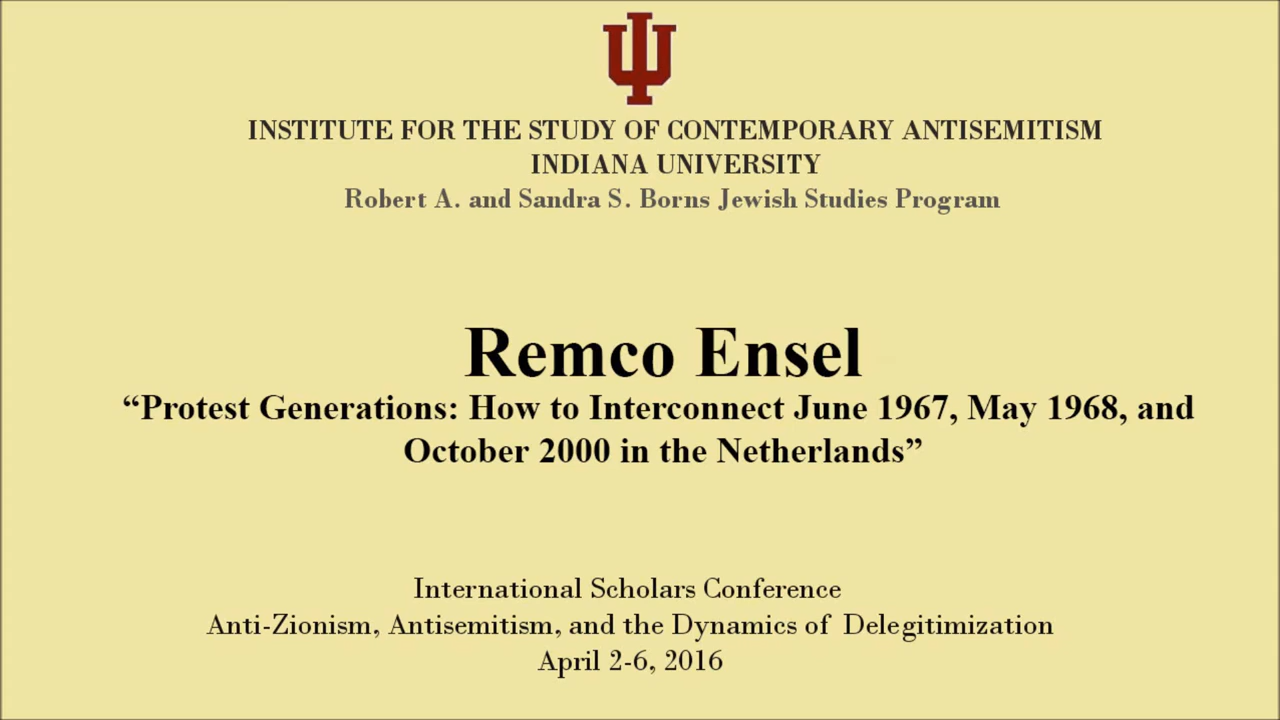 INSTITUTE FOR THE STUDY OF CONTEMPORARY ANTISEMITISM
INDIANA UNIVERSITY
Robert A. and Sandra S. Borns Jewish Studies Program
Remco Ensel
“Protest Generations: How to Interconnect June 1967, May 1968, and
October 2000 in the Netherlands”
International Scholars Conference
Anti-Zionism, Antisemitism, and the Dynamics of Delegitimization
April 2-6, 2016